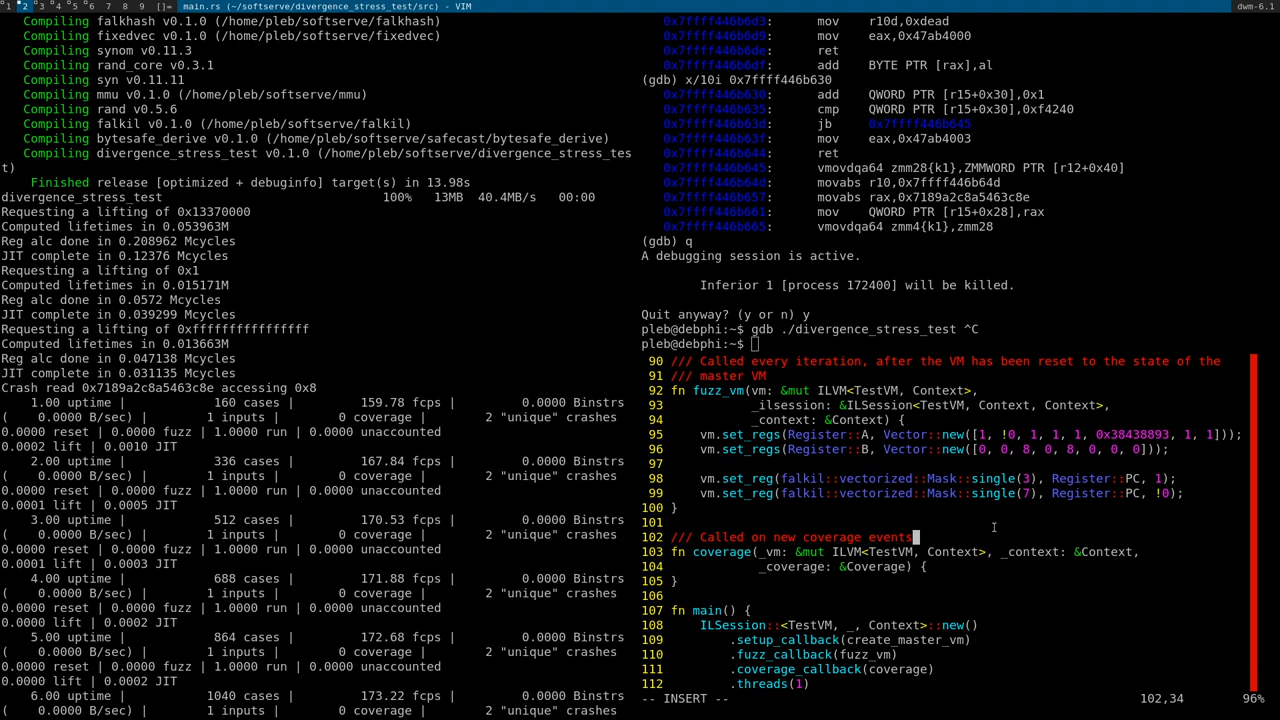 1 2 3 4 5 6 7 8 9 []= main.rs (~/softserve/divergence_stress_test/src) - VIM dwm-6.1
Compiling falkhash v0.1.0 (/home/pleb/softserve/falkhash)
Compiling fixedvec v0.1.0 (/home/pleb/softserve/fixedvec)
Compiling synom v0.11.3
Compiling rand_core v0.3.1
Compiling syn v0.11.11
Compiling mmu v0.1.0 (/home/pleb/softserve/mmu)
Compiling rand v0.5.6
Compiling falkil v0.1.0 (/home/pleb/softserve/falkil)
Compiling bytesafe_derive v0.1.0 (/home/pleb/softserve/safecast/bytesafe_derive)
Compiling divergence_stress_test v0.1.0 (/home/pleb/softserve/divergence_stress_tes
t)
Finished release [optimized + debuginfo] target(s) in 13.98s
divergence_stress_test 100% 13MB 40.4MB/s 00:00
Requesting a lifting of 0x13370000
Computed lifetimes in 0.053963M
Reg alc done in 0.208962 Mcycles
JIT complete in 0.12376 Mcycles
Requesting a lifting of 0x1
Computed lifetimes in 0.015171M
Reg alc done in 0.0572 Mcycles
JIT complete in 0.039299 Mcycles
Requesting a lifting of 0xffffffffffffffff
Computed lifetimes in 0.013663M
Reg alc done in 0.047138 Mcycles
JIT complete in 0.031135 Mcycles
Crash read 0x7189a2c8a5463c8e accessing 0x8
1.00 uptime | 160 cases | 159.78 fcps | 0.0000 Binstrs
( 0.0000 B/sec) | 1 inputs | 0 coverage | 2 "unique" crashes
0.0000 reset | 0.0000 fuzz | 1.0000 run | 0.0000 unaccounted
0.0002 lift | 0.0010 JIT
2.00 uptime | 336 cases | 167.84 fcps | 0.0000 Binstrs
( 0.0000 B/sec) | 1 inputs | 0 coverage | 2 "unique" crashes
0.0000 reset | 0.0000 fuzz | 1.0000 run | 0.0000 unaccounted
0.0001 lift | 0.0005 JIT
3.00 uptime | 512 cases | 170.53 fcps | 0.0000 Binstrs
( 0.0000 B/sec) | 1 inputs | 0 coverage | 2 "unique" crashes
0.0000 reset | 0.0000 fuzz | 1.0000 run | 0.0000 unaccounted
0.0001 lift | 0.0003 JIT
4.00 uptime | 688 cases | 171.88 fcps | 0.0000 Binstrs
( 0.0000 B/sec) | 1 inputs | 0 coverage | 2 "unique" crashes
0.0000 reset | 0.0000 fuzz | 1.0000 run | 0.0000 unaccounted
0.0000 lift | 0.0002 JIT
5.00 uptime | 864 cases | 172.68 fcps | 0.0000 Binstrs
( 0.0000 B/sec) | 1 inputs | 0 coverage | 2 "unique" crashes
0.0000 reset | 0.0000 fuzz | 1.0000 run | 0.0000 unaccounted
0.0000 lift | 0.0002 JIT
6.00 uptime | 1040 cases | 173.22 fcps | 0.0000 Binstrs
( 0.0000 B/sec) | 1 inputs | 0 coverage | 2 "unique" crashes
0x7ffff446b6d3: mov r10d,0xdead
0x7ffff446b6d9: mov eax,0x47ab4000
0x7ffff446b6de: ret
0x7ffff446b6df: add BYTE PTR [rax],al
(gdb) x/10i 0x7ffff446b630
0x7ffff446b630: add QWORD PTR [r15+0x30],0x1
0x7ffff446b635: cmp QWORD PTR [r15+0x30],0xf4240
0x7ffff446b63d: jb 0x7ffff446b645
0x7ffff446b63f: mov eax,0x47ab4003
0x7ffff446b644: ret
0x7ffff446b645: vmovdqa64 zmm28{k1},ZMMWORD PTR [r12+0x40]
0x7ffff446b64d: movabs r10,0x7ffff446b64d
0x7ffff446b657: movabs rax,0x7189a2c8a5463c8e
0x7ffff446b661: mov QWORD PTR [r15+0x28],rax
0x7ffff446b665: vmovdqa64 zmm4{k1},zmm28
(gdb) q
A debugging session is active.
Inferior 1 [process 172400] will be killed.
Quit anyway? (y or n) y
pleb@debphi:~$ gdb ./divergence_stress_test ^C
pleb@debphi:~$
90 /// Called every iteration, after the VM has been reset to the state of the
91 /// master VM
92 fn fuzz_vm(vm: &mut ILVM<TestVM, Context>,
93 _ilsession: &ILSession<TestVM, Context, Context>,
94 _context: &Context) {
95 vm.set_regs(Register::A, Vector::new([1, !0, 1, 1, 1, 0x38438893, 1, 1]));
96 vm.set_regs(Register::B, Vector::new([0, 0, 8, 0, 8, 0, 0, 0]));
97
98 vm.set_reg(falkil::vectorized::Mask::single(3), Register::PC, 1);
99 vm.set_reg(falkil::vectorized::Mask::single(7), Register::PC, !0);
100 }
101
102 /// Called on new coverage events
103 fn coverage(_vm: &mut ILVM<TestVM, Context>, _context: &Context,
104 _coverage: &Coverage) {
105 }
106
107 fn main() {
108 ILSession::<TestVM, _, Context>::new()
109 .setup_callback(create_master_vm)
110 .fuzz_callback(fuzz_vm)
111 .coverage_callback(coverage)
112 .threads(1)
-- INSERT -- 102,34 96%